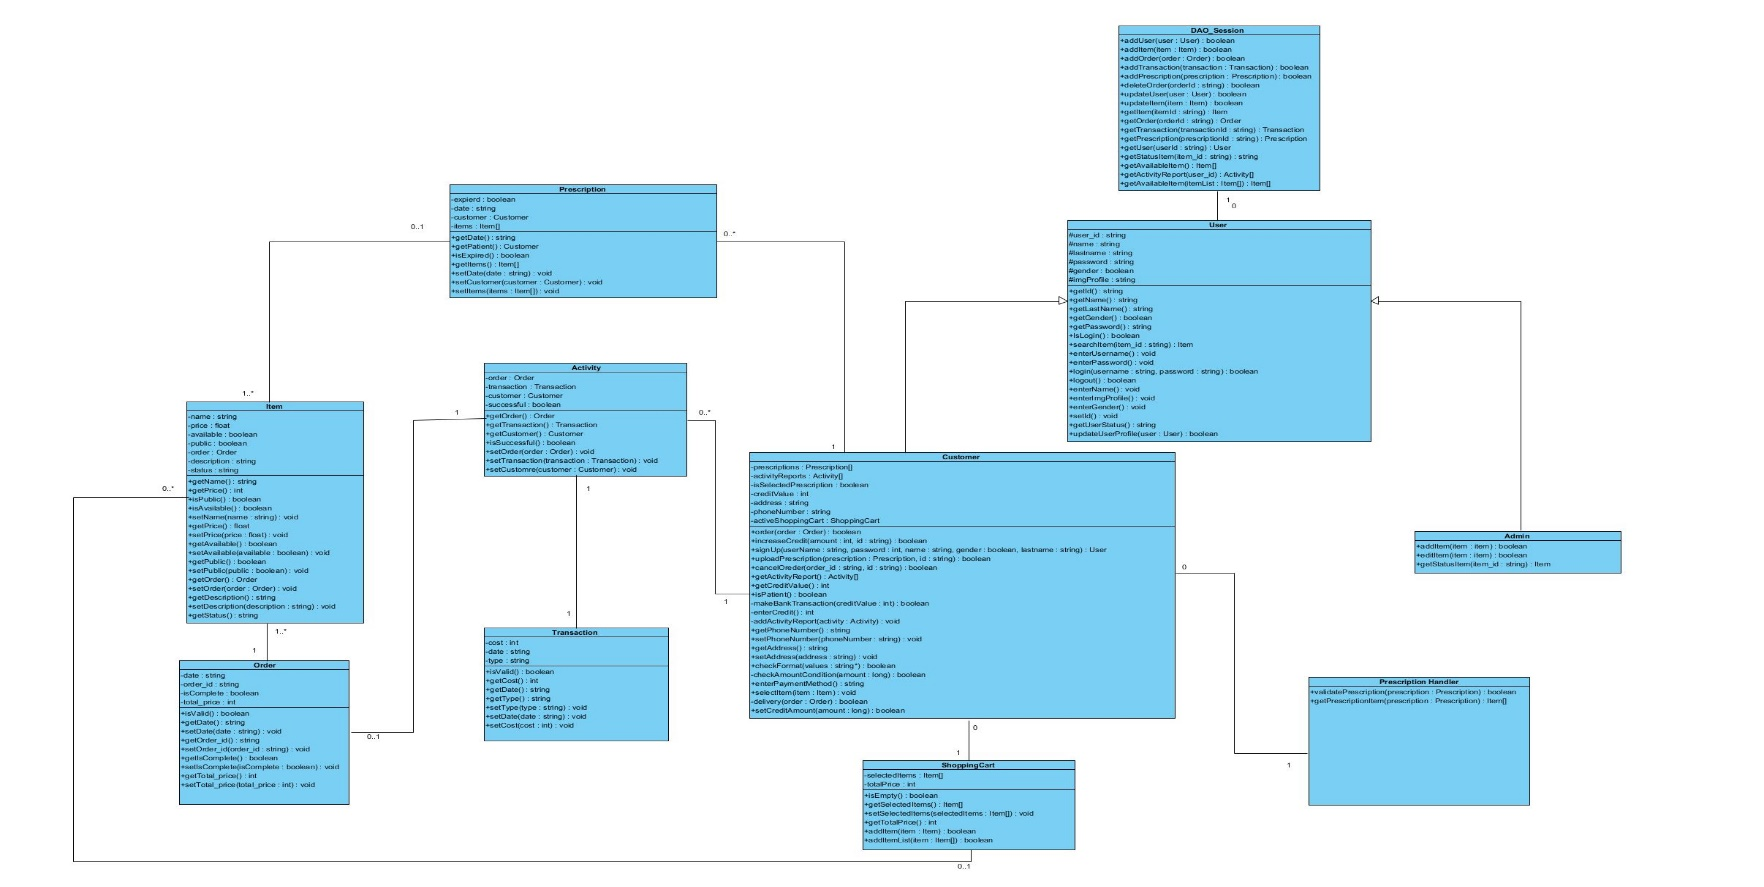 DAO_Session
+addUser(user : User) : boolean
+addItem(item : Item) : boolean
+addOrder(order : Order) : boolean
+addTransaction(transaction : Transaction) : boolean
+addPrescription(prescription : Prescription) : boolean
+deleteOrder(orderId : string) : boolean
+updateUser(user : User) : boolean
+updateItem(item : Item) : boolean
+getItem(itemId : string) : Item
+getOrder(orderId : string) : Order
+getTransaction(transactionId : string) : Transaction
+getPrescription(prescriptionId : string) : Prescription
+getUser(userId : string) : User
+getStatusItem(item_id : string) : string
+getAvailableItem() : Item[]
+getActivityReport(user_id) : Activity[]
+getAvailableItem(itemList : Item[]) : Item[]
1
0
Prescription
-expierd : boolean
-date : string
-customer : Customer
-items : Item[]
+getDate() : string
+getPatient() : Customer
+isExpired() : boolean
+getItems() : Item[]
+setDate(date : string) : void
+setCustomer(customer : Customer) : void
+setItems(items : Item[]) : void
0..1
0..*
User
#user_id : string
#name : string
#lastname : string
#password : string
#gender : boolean
#imgProfile : string
+getId() : string
+getName() : string
+getLastName() : string
+getGender() : boolean
+getPassword() : string
+isLogin() : boolean
+searchItem(item_id : string) : Item
+enterUsername() : void
+enterPassword() : void
+login(username : string, password : string) : boolean
+logout() : boolean
+enterName() : void
+enterImgProfile() : void
+enterGender() : void
+setId() : void
+getUserStatus() : string
+updateUserProfile(user : User) : boolean
Activity
-order : Order
-transaction : Transaction
-customer : Customer
-successful : boolean
+getOrder() : Order
+getTransaction() : Transaction
+getCustomer() : Customer
+isSuccessful() : boolean
+setOrder(order : Order) : void
+setTransaction(transaction : Transaction) : void
+setCustomre(customer : Customer) : void
1
0..*
1
1..*
Item
-name : string
-price : float
-available : boolean
-public : boolean
-order : Order
-description : string
-status : string
+getName() : string
+getPrice() : int
+isPublic() : boolean
+isAvailable() : boolean
+setName(name : string) : void
+getPrice() : float
+setPrice(price : float) : void
+getAvailable() : boolean
+setAvailable(available : boolean) : void
+getPublic() : boolean
+setPublic(public : boolean) : void
+getOrder() : Order
+setOrder(order : Order) : void
+getDescription() : string
+setDescription(description : string) : void
+getStatus() : string
0..*
1..*
1
1
Customer
-prescriptions : Prescription[]
-activityReports : Activity[]
-isSelectedPrescription : boolean
-creditValue : int
-address : string
-phoneNumber : string
-activeShoppingCart : ShoppingCart
+order(order : Order) : boolean
+increaseCredit(amount : int, id : string) : boolean
+signUp(userName : string, password : int, name : string, gender : boolean, lastname : string) : User
+uploadPrescription(prescription : Prescription, id : string) : boolean
+cancelOreder(order_id : string, id : string) : boolean
+getActivityReport() : Activity[]
+getCreditValue() : int
+isPatient() : boolean
-makeBankTransaction(creditValue : int) : boolean
-enterCredit() : int
-addActivityReport(activity : Activity) : void
+getPhoneNumber() : string
+setPhoneNumber(phoneNumber : string) : void
+getAddress() : string
+setAddress(address : string) : void
+checkFormat(values : string*) : boolean
-checkAmountCondition(amount : long) : boolean
+enterPaymentMethod() : string
+selectItem(item : Item) : void
-delivery(order : Order) : boolean
+setCreditAmount(amount : long) : boolean
1
0
Admin
+addItem(item : item) : boolean
+editItem(item : item) : boolean
+getStatusItem(item_id : string) : Item
1
Transaction
-cost : int
-date : string
-type : string
+isValid() : boolean
+getCost() : int
+getDate() : string
+getType() : string
+setType(type : string) : void
+setDate(date : string) : void
+setCost(cost : int) : void
Order
-date : string
-order_id : string
-isComplete : boolean
-total_price : int
+isValid() : boolean
+getDate() : string
+setDate(date : string) : void
+getOrder_id() : string
+setOrder_id(order_id : string) : void
+getIsComplete() : boolean
+setIsComplete(isComplete : boolean) : void
+getTotal_price() : int
+setTotal_price(total_price : int) : void
0..1
Prescription Handler
+validatePrescription(prescription : Prescription) : boolean
+getPrescriptionItem(prescription : Prescription) : Item[]
1
0
1
ShoppingCart
-selectedItems : Item[]
-totalPrice : int
+isEmpty() : boolean
+getSelectedItems() : Item[]
+setSelectedItems(selectedItems : Item[]) : void
+getTotalPrice() : int
+addItem(item : Item) : boolean
+addItemList(item : Item[]) : boolean
0..1